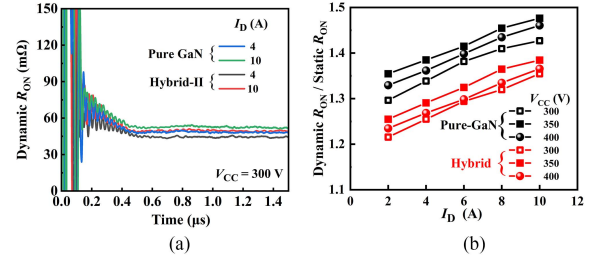 150
120
90
60
30
0
Dynamic R_ON (mΩ)
I_D (A)
Pure GaN { 4
10
Hybrid-II { 4
10
V_CC = 300 V
0.0 0.2 0.4 0.6 0.8 1.0 1.2 1.4
Time (μs)
(a)
1.5
1.4
1.3
1.2
1.1
Dynamic R_ON / Static R_ON
V_CC (V)
Pure-GaN { 300
350
400
Hybrid { 300
350
400
0 2 4 6 8 10 12
I_D (A)
(b)